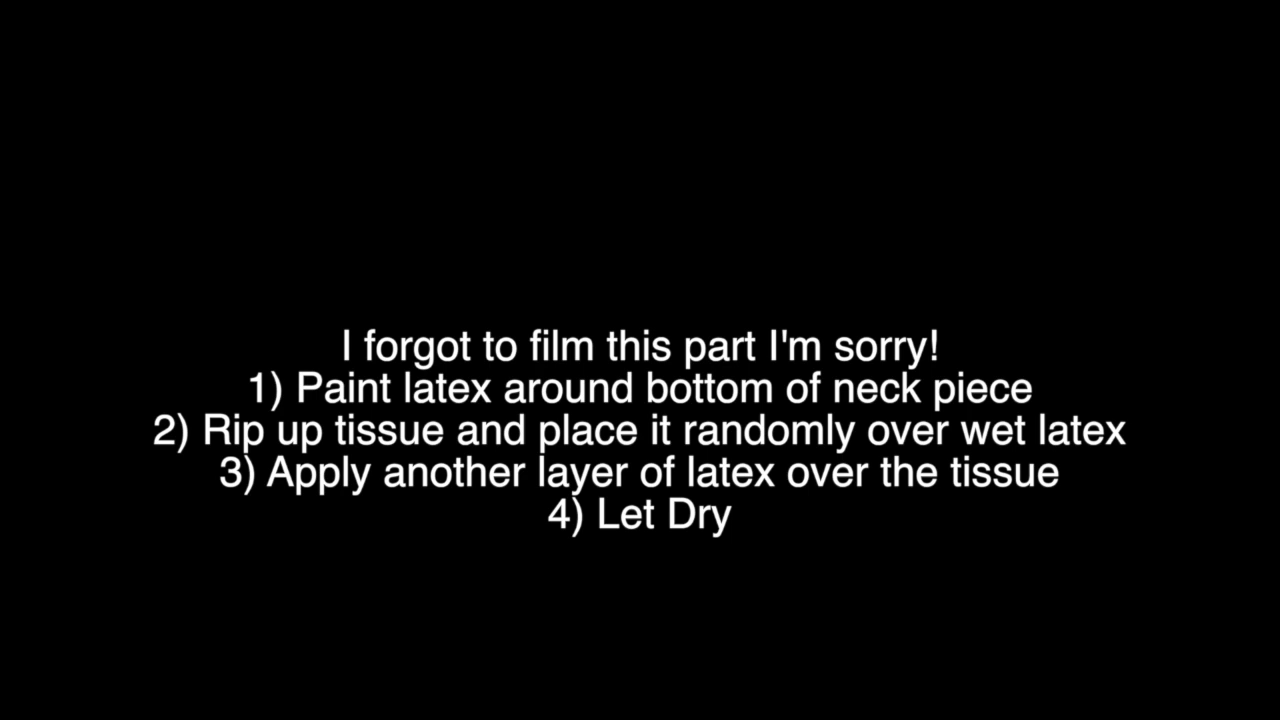 I forgot to film this part I'm sorry!
1) Paint latex around bottom of neck piece
2) Rip up tissue and place it randomly over wet latex
3) Apply another layer of latex over the tissue
4) Let Dry